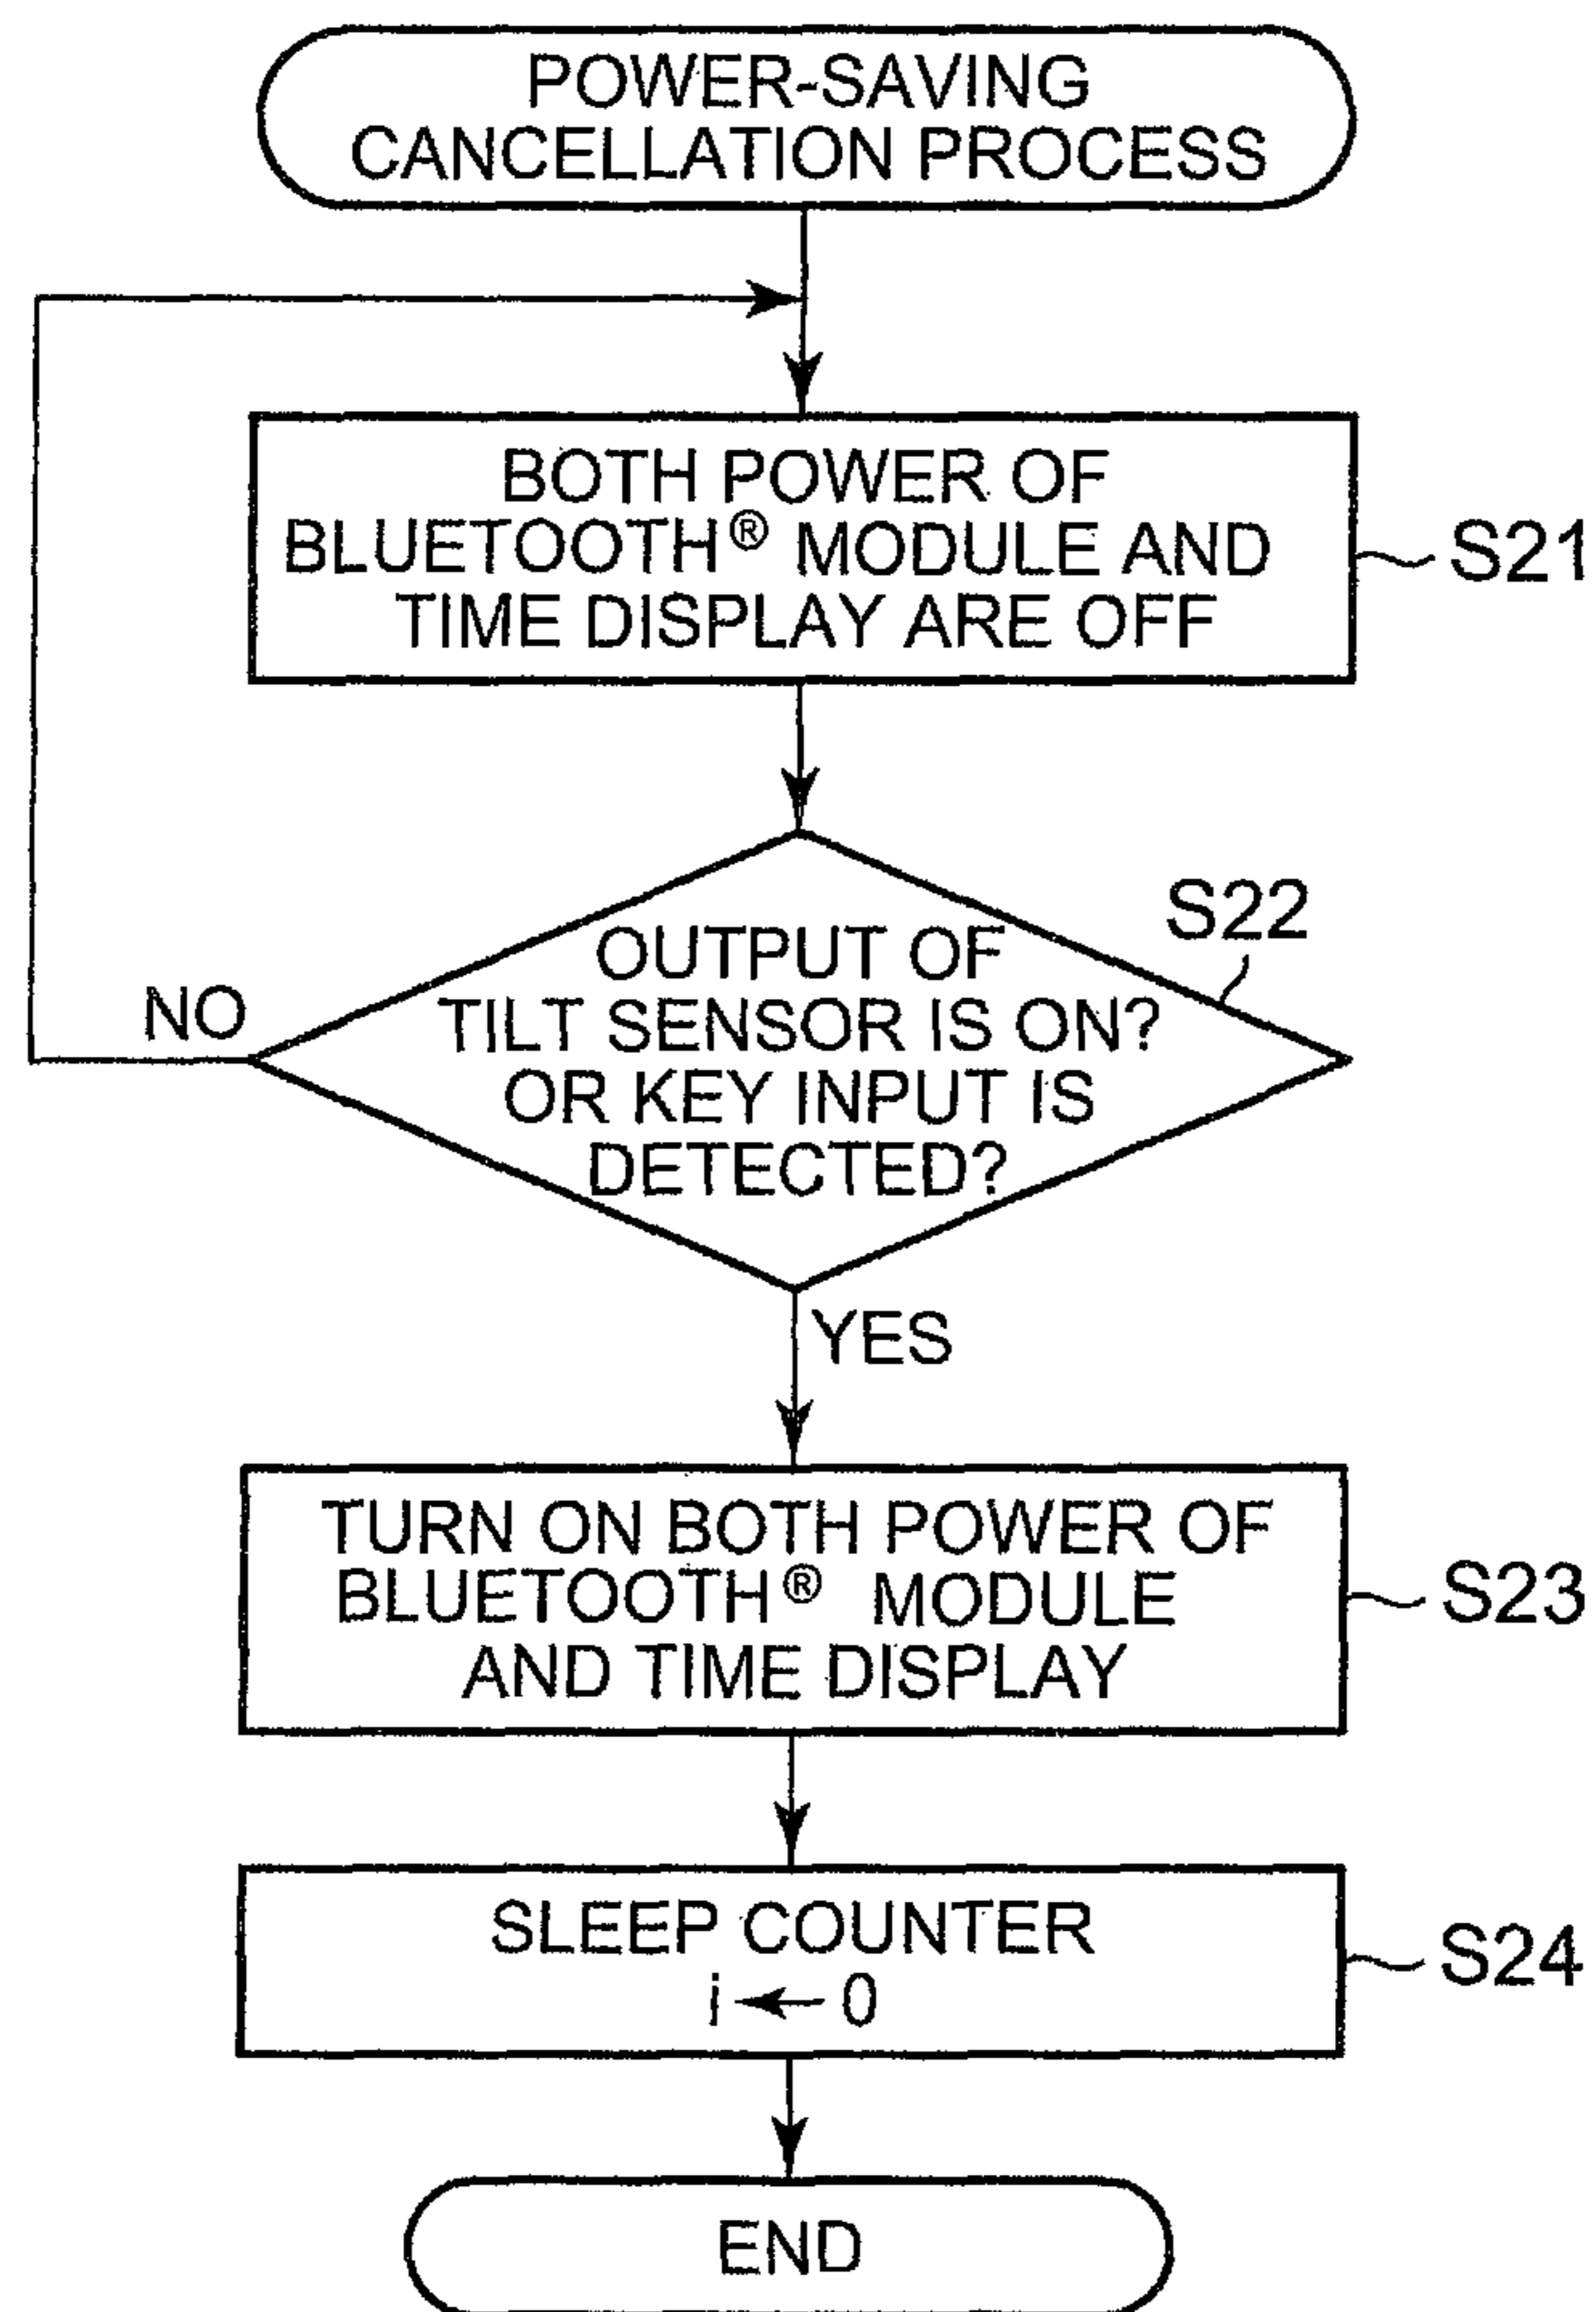 POWER-SAVING
CANCELLATION PROCESS
BOTH POWER OF
BLUETOOTH® MODULE AND
TIME DISPLAY ARE OFF
S21
S22
OUTPUT OF
TILT SENSOR IS ON?
OR KEY INPUT IS
DETECTED?
NO
YES
TURN ON BOTH POWER OF
BLUETOOTH® MODULE
AND TIME DISPLAY
S23
SLEEP COUNTER
i ← 0
S24
END